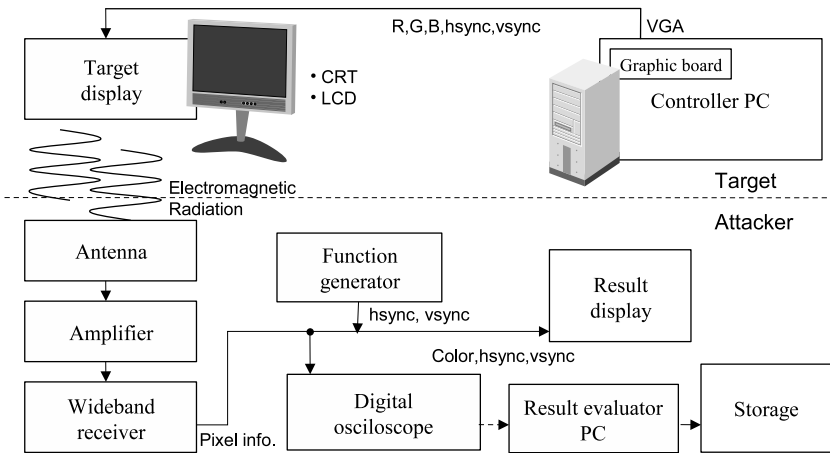 R,G,B,hsync,vsync
VGA
Target
display
• CRT
• LCD
Graphic board
Controller PC
Electromagnetic
Radiation
Target
Attacker
Antenna
Function
generator
Result
display
hsync, vsync
Amplifier
Color,hsync,vsync
Wideband
receiver
Pixel info.
Digital
osciloscope
Result evaluator
PC
Storage